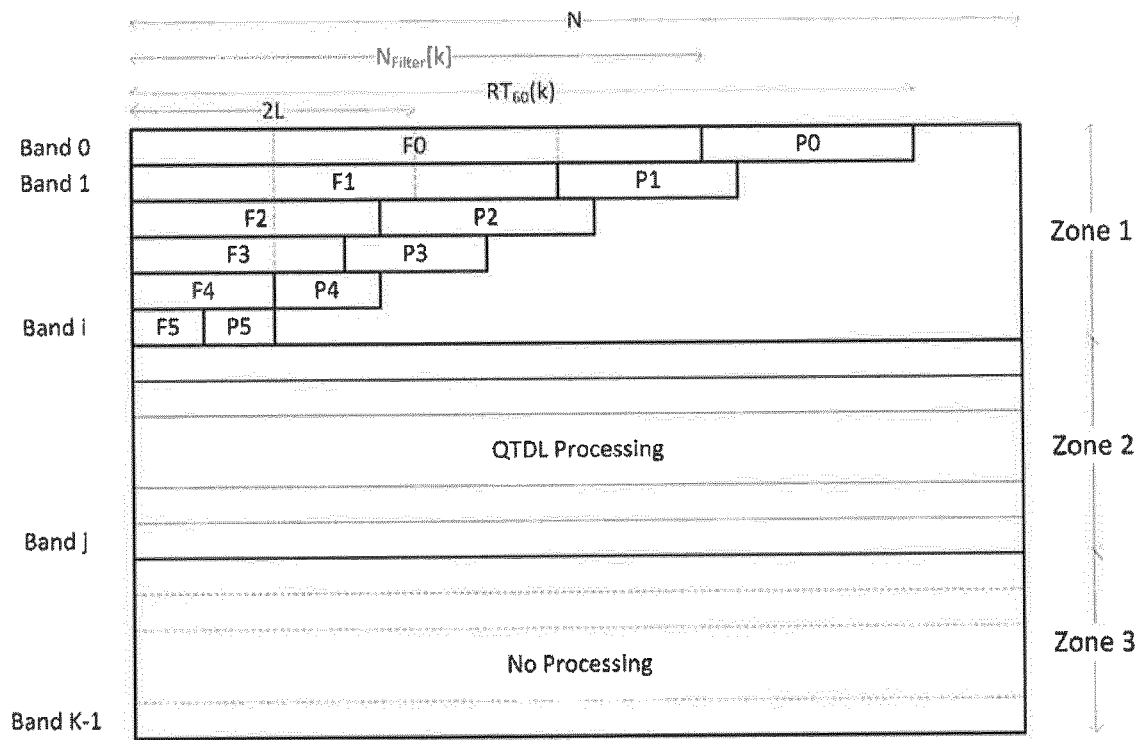 N
N_Filter[k]
RT_60(k)
2L
Band 0 F0 P0
Band 1 F1 P1
F2 P2
Zone 1
F3 P3
F4 P4
Band i F5 P5
QTDL Processing
Zone 2
Band j
Zone 3
No Processing
Band K-1